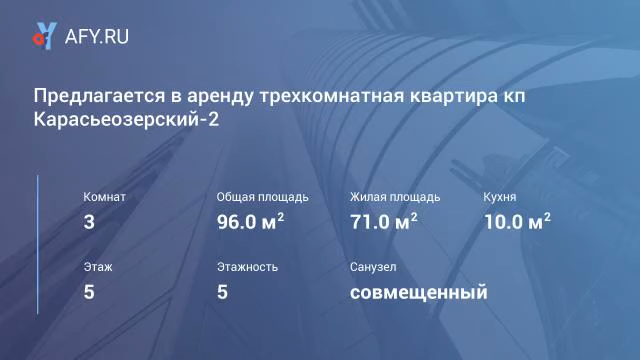 AFY.RU
Предлагается в аренду трехкомнатная квартира кп
Карасьеозерский-2
Комнат
3
Общая площадь
96.0 м²
Жилая площадь
71.0 м²
Кухня
10.0 м²
Этаж
5
Этажность
5
Санузел
совмещенный